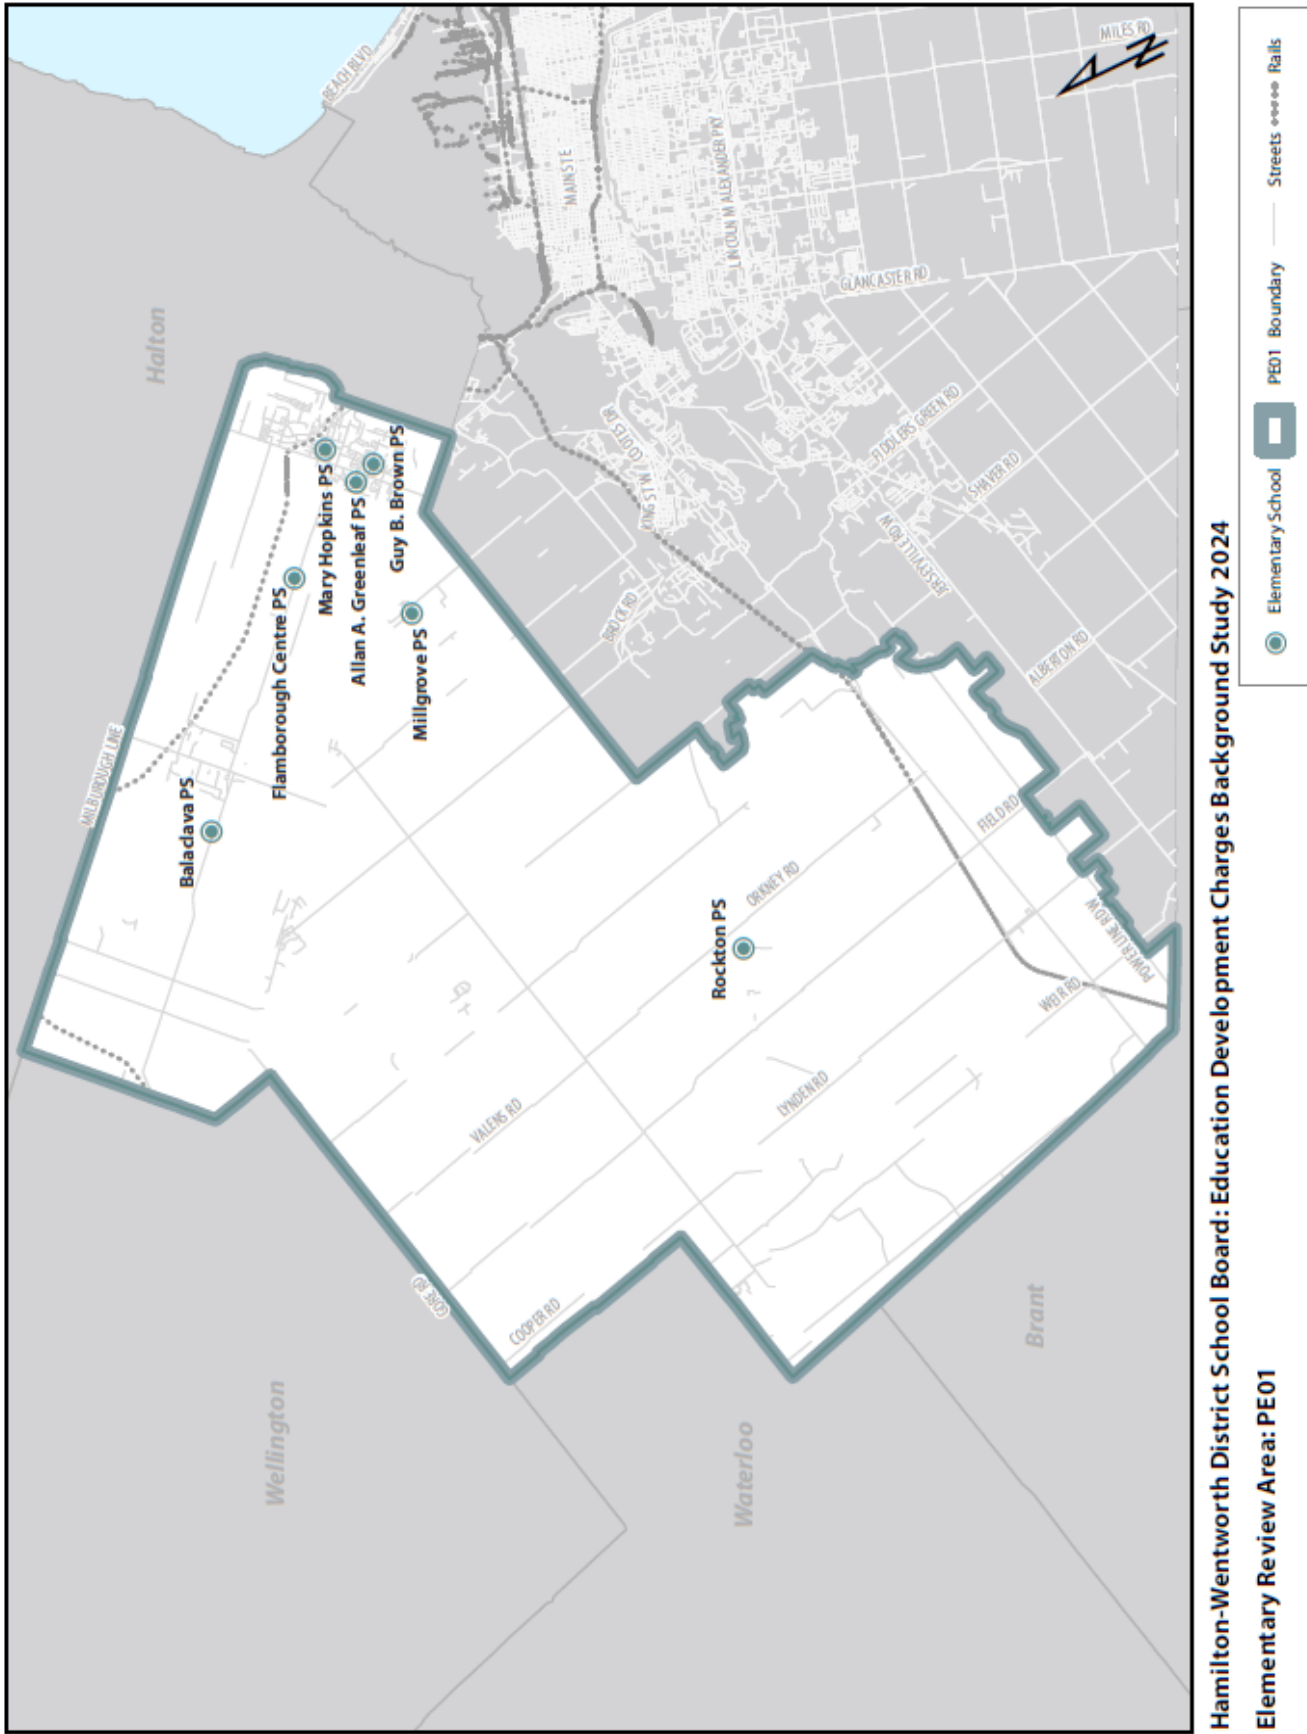 Halton
Wellington
Waterloo
Brant
BEACH BLVD
MILES RD
MAIN ST E
LINCOLN M ALEXANDER PKY
GLANCASTER RD
KING ST W / COOTES DR
FIDDLERS GREEN RD
SHAVER RD
JERSEYVILLE RD W
BROCK RD
ALBERTON RD
MILBURGH LINE
Mary Hopkins PS
Allan A. Greenleaf PS
Guy B. Brown PS
Flamborough Centre PS
Millgrove PS
Balaclava PS
Rockton PS
ORKNEY RD
FIELD RD
POWER LINE RD W
WEIR RD
LYNDEN RD
VALENS RD
GORE RD
COOPER RD
N
Hamilton-Wentworth District School Board: Education Development Charges Background Study 2024
Elementary Review Area: PE01
Elementary School PE01 Boundary Streets Rails